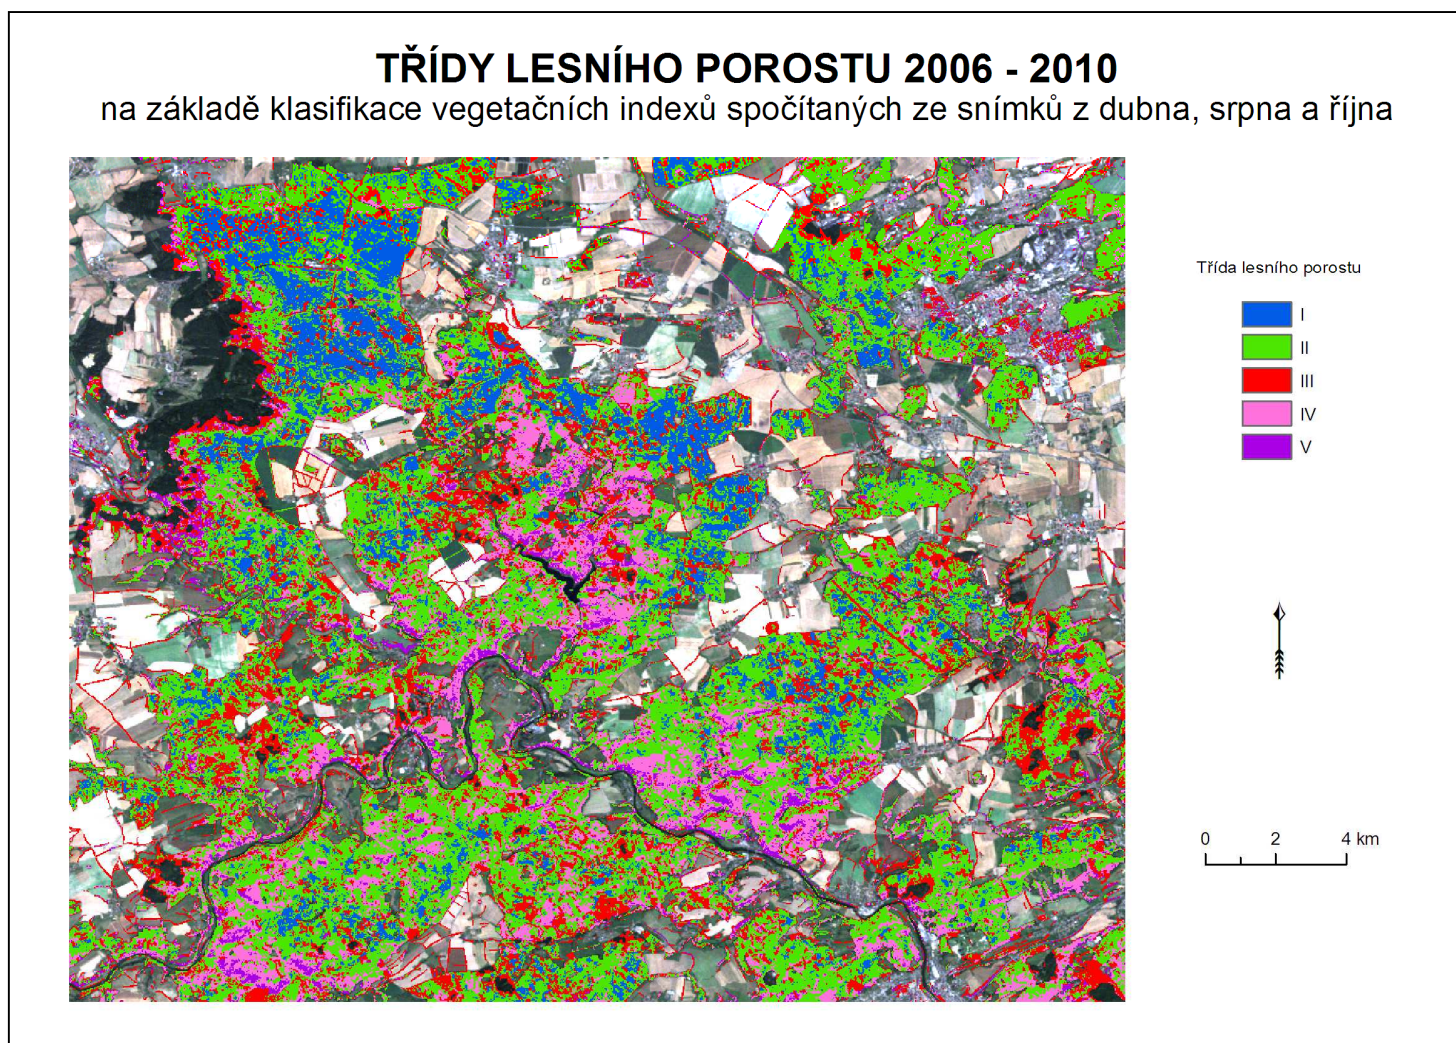 TŘÍDY LESNÍHO POROSTU 2006 - 2010
na základě klasifikace vegetačních indexů spočítaných ze snímků z dubna, srpna a října
Třída lesního porostu
I
II
III
IV
V
0 2 4 km